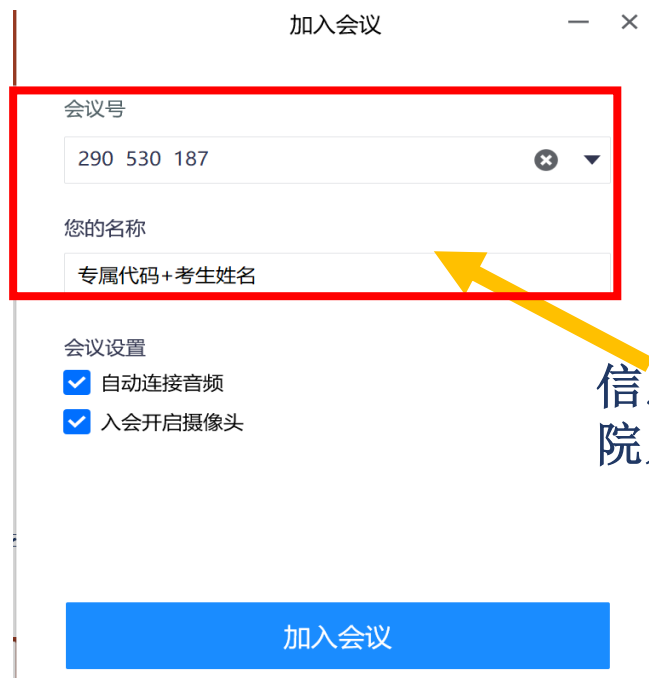 加入会议
会议号
290 530 187
您的名称
专属代码+考生姓名
会议设置
自动连接音频
入会开启摄像头
信
院
加入会议